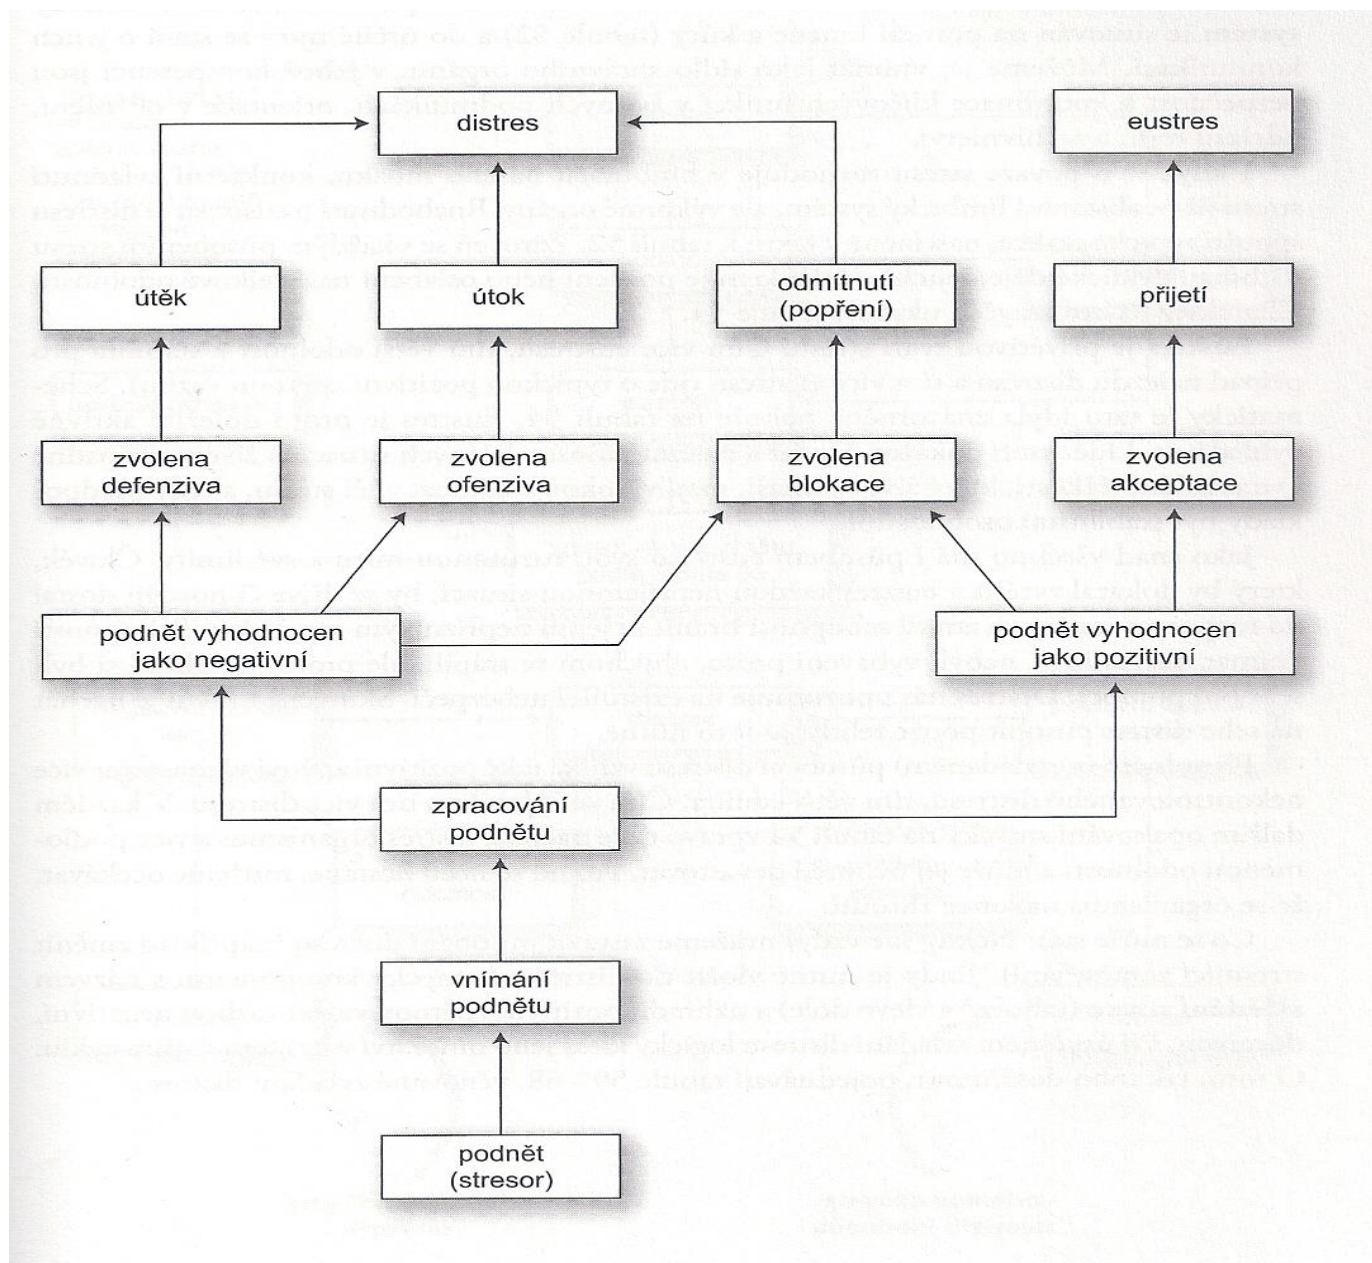 distres
eustres
útěk
útok
odmítnutí
(popření)
přijetí
zvolena
defenziva
zvolena
ofenziva
zvolena
blokace
zvolena
akceptace
podnět vyhodnocen
jako negativní
podnět vyhodnocen
jako pozitivní
zpracování
podnětu
vnímání
podnětu
podnět
(stresor)